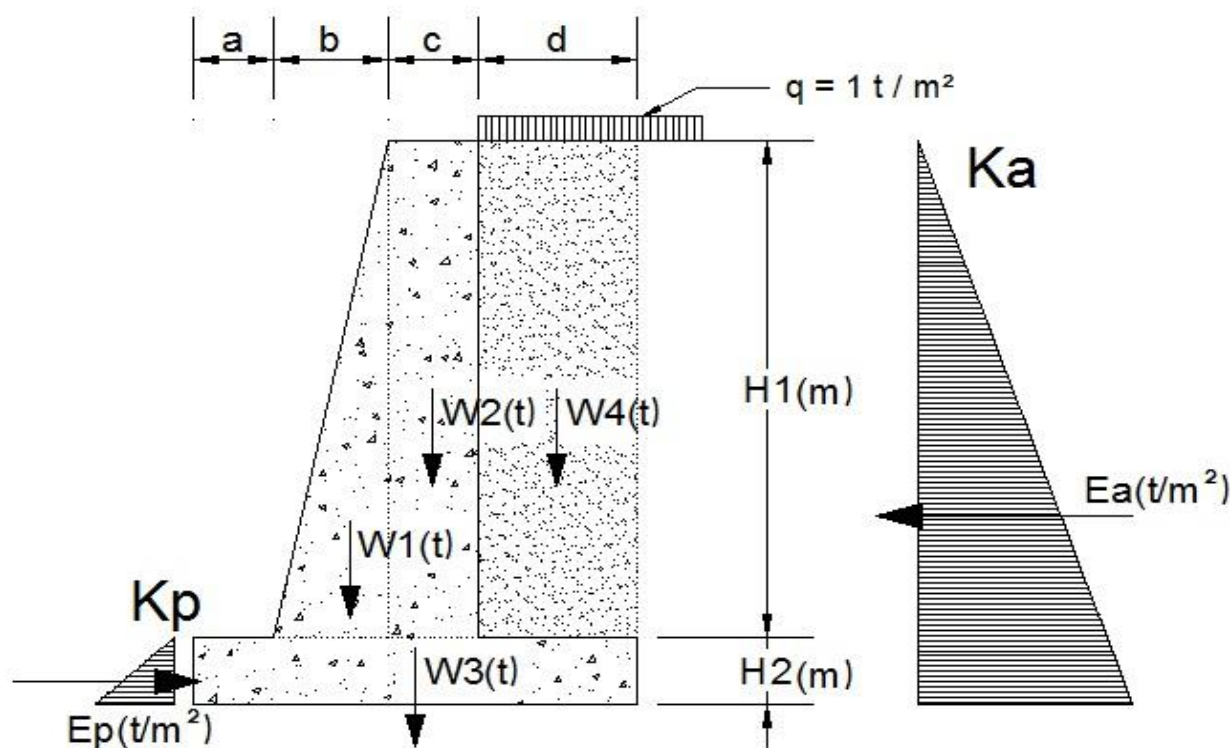 a b c d
q = 1 t / m²
Ka
H1(m)
W2(t) W4(t)
Ea(t/m²)
W1(t)
Kp
W3(t)
H2(m)
Ep(t/m²)